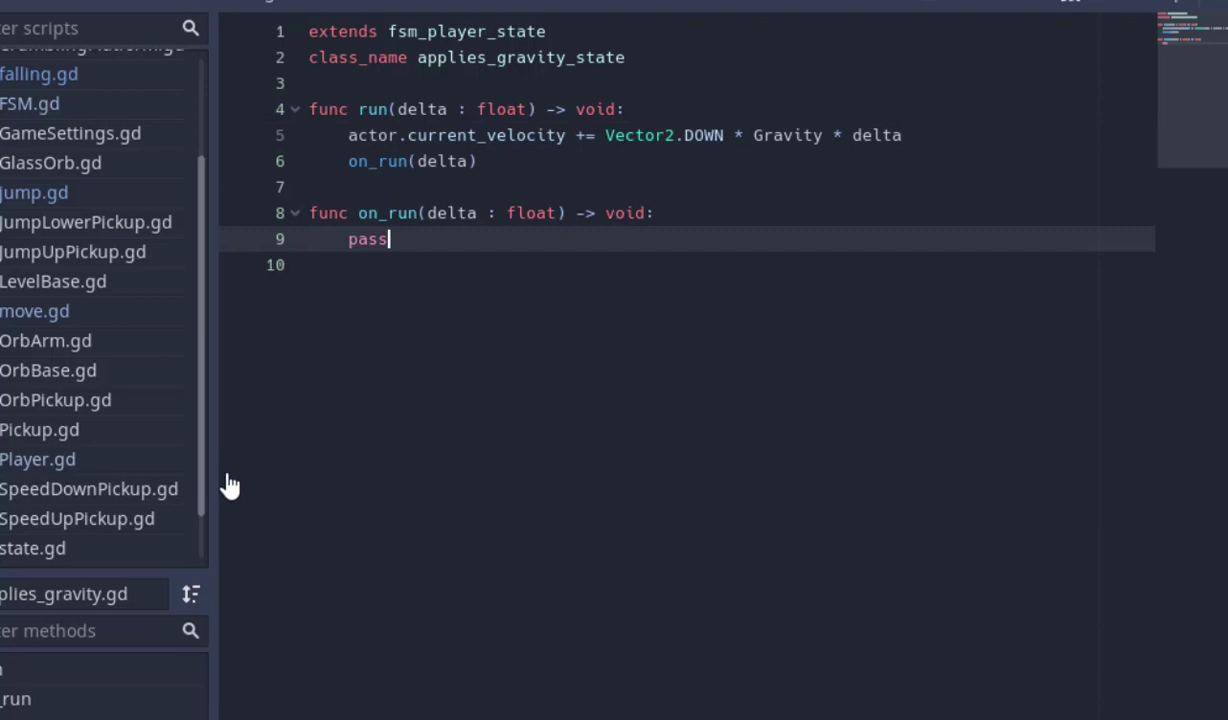 ter scripts
falling.gd
FSM.gd
GameSettings.gd
GlassOrb.gd
jump.gd
JumpLowerPickup.gd
JumpUpPickup.gd
LevelBase.gd
move.gd
OrbArm.gd
OrbBase.gd
OrbPickup.gd
Pickup.gd
Player.gd
SpeedDownPickup.gd
SpeedUpPickup.gd
state.gd
plies_gravity.gd
ter methods
_run
1 extends fsm_player_state
2 class_name applies_gravity_state
3
4 func run(delta : float) -> void:
5 actor.current_velocity += Vector2.DOWN * Gravity * delta
6 on_run(delta)
7
8 func on_run(delta : float) -> void:
9 pass
10